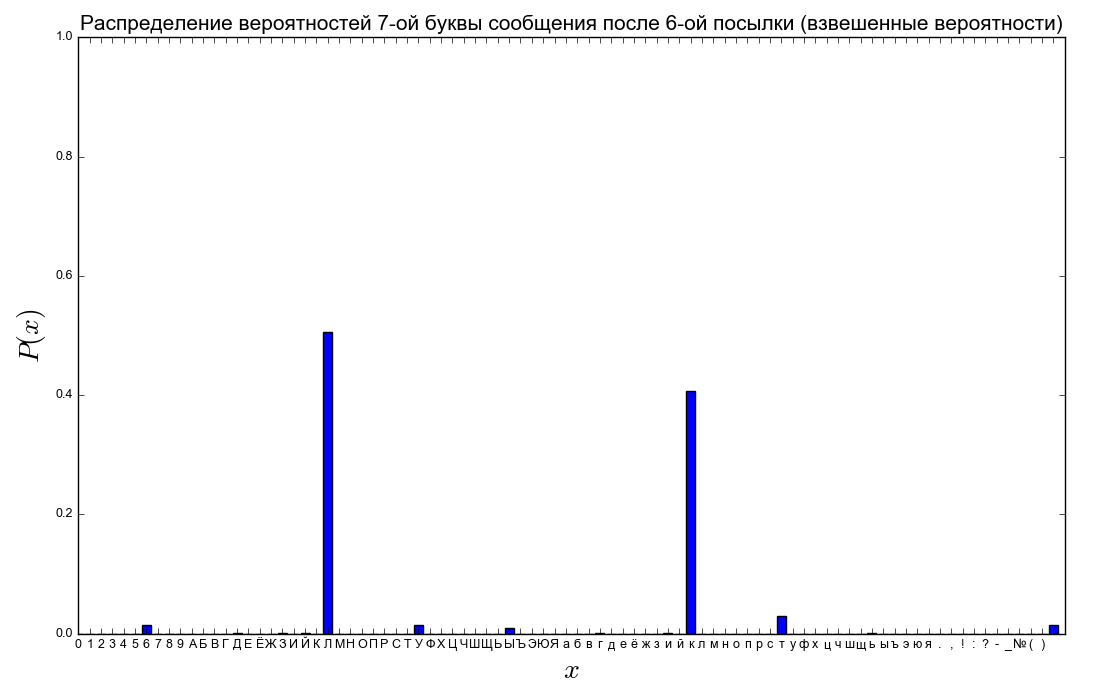 Распределение вероятностей 7-ой буквы сообщения после 6-ой посылки (взвешенные вероятности)
1.0
0.8
0.6
0.4
0.2
0.0
P(x)
0 1 2 3 4 5 6 7 8 9 А Б В Г Д Е Ё Ж З И Й К Л М Н О П Р С Т У Ф Х Ц Ч Ш Щ Ь Ы Ъ Э Ю Я а б в г д е ё ж з и й к л м н о п р с т у ф х ц ч ш щ ь ы ъ э ю я . , ! : ? - _ № ( )
x